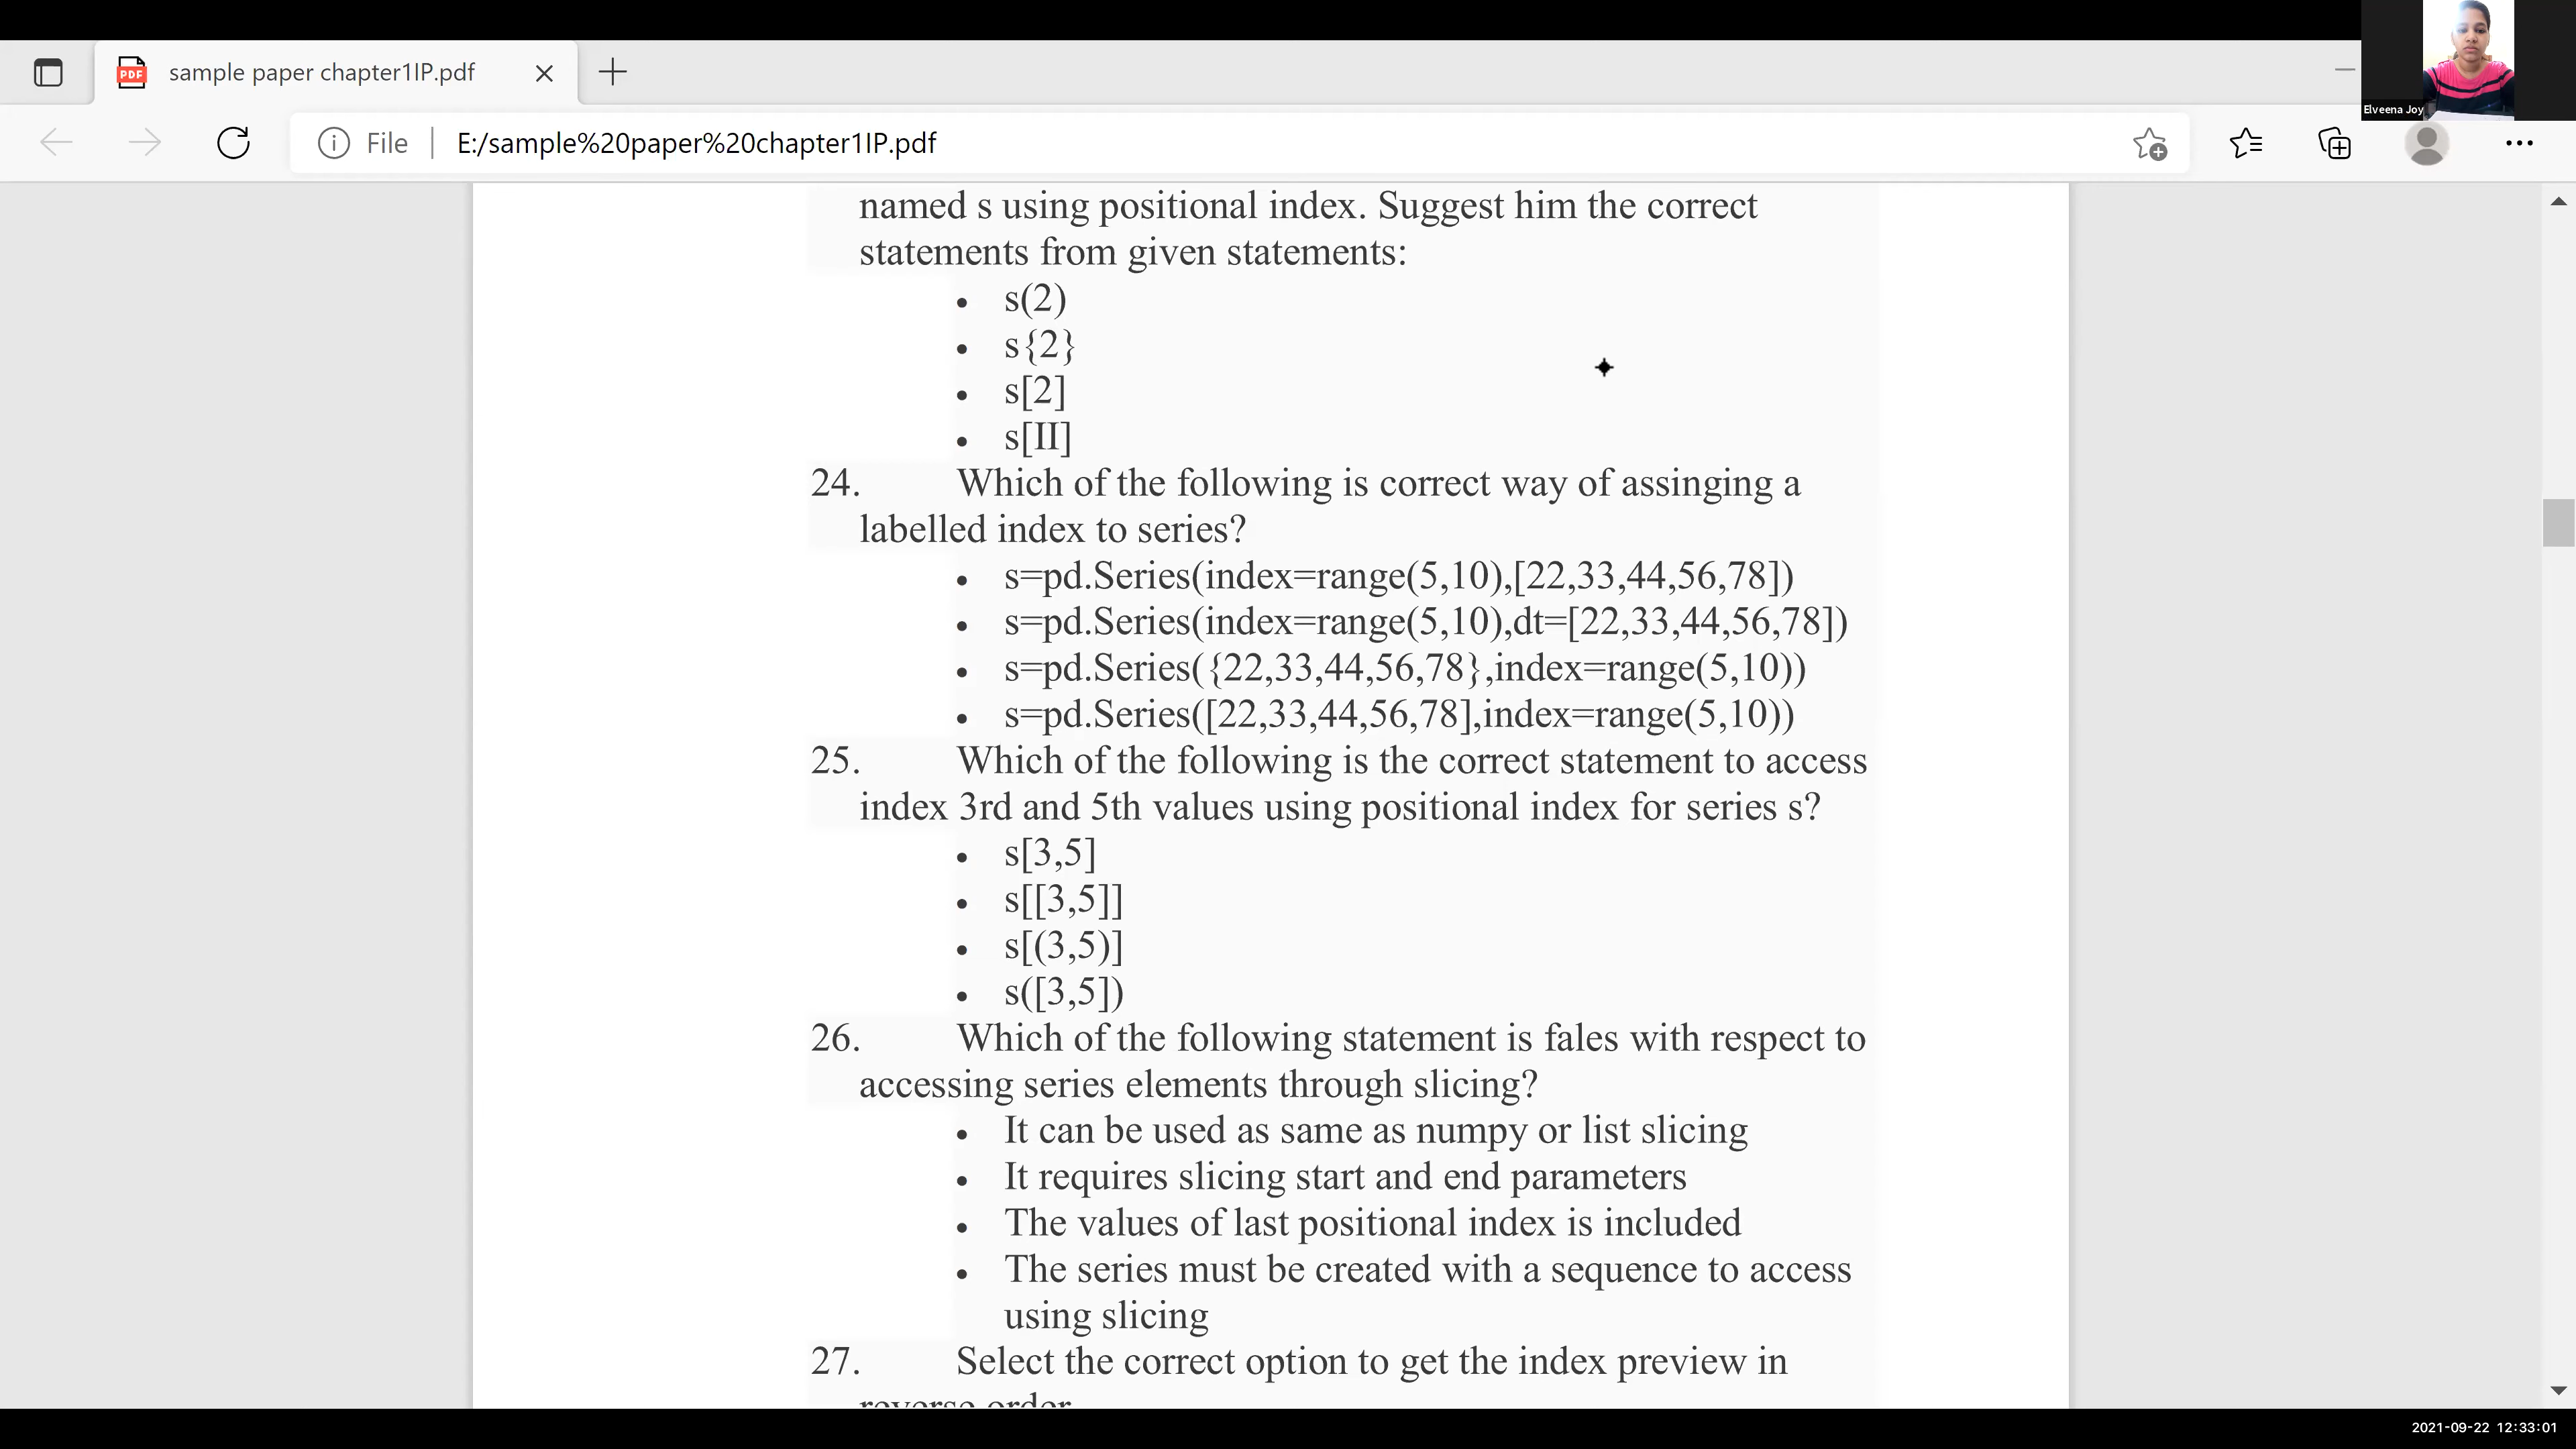 sample paper chapter1IP.pdf
File
E:/sample%20paper%20chapter1IP.pdf
Elveena Joy
named s using positional index. Suggest him the correct
statements from given statements:
• s(2)
• s{2}
• s[2]
• s[II]
24. Which of the following is correct way of assinging a
labelled index to series?
• s=pd.Series(index=range(5,10),[22,33,44,56,78])
• s=pd.Series(index=range(5,10),dt=[22,33,44,56,78])
• s=pd.Series({22,33,44,56,78},index=range(5,10))
• s=pd.Series([22,33,44,56,78],index=range(5,10))
25. Which of the following is the correct statement to access
index 3rd and 5th values using positional index for series s?
• s[3,5]
• s[[3,5]]
• s[(3,5)]
• s([3,5])
26. Which of the following statement is fales with respect to
accessing series elements through slicing?
• It can be used as same as numpy or list slicing
• It requires slicing start and end parameters
• The values of last positional index is included
• The series must be created with a sequence to access
using slicing
27. Select the correct option to get the index preview in
reverse order
2021-09-22 12:33:01